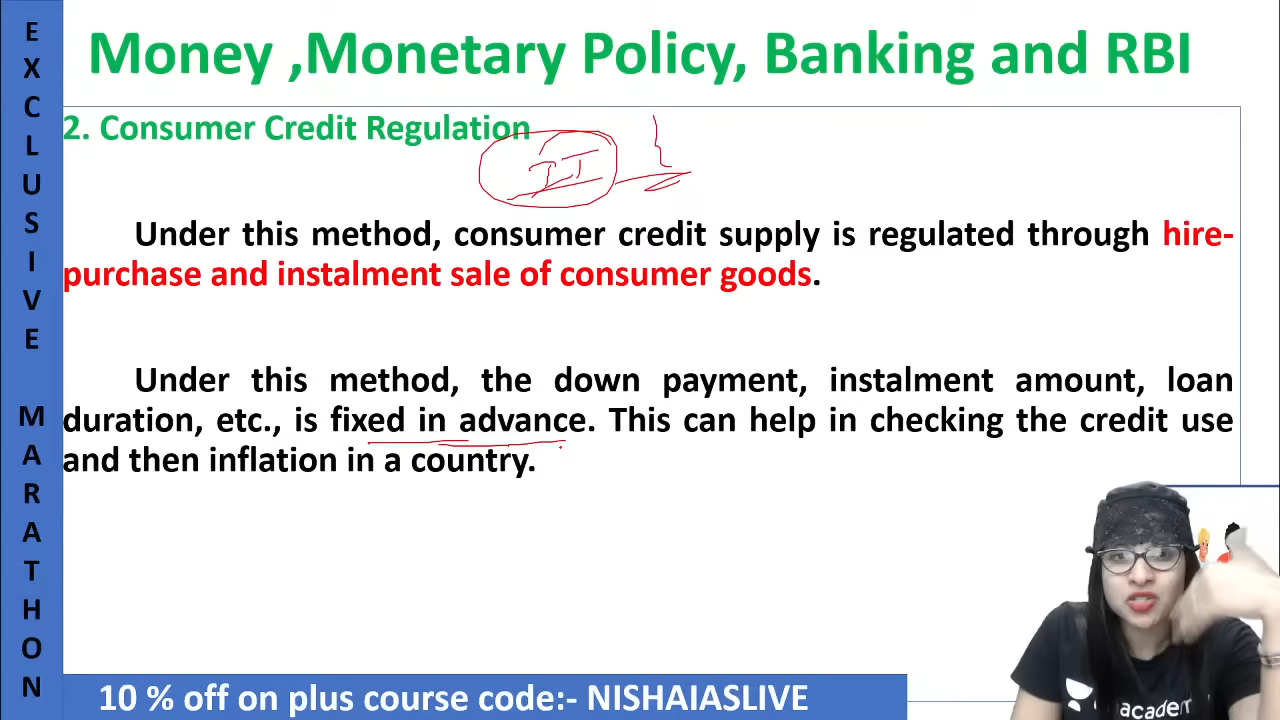 EXCLUSIVE MARATHON
Money ,Monetary Policy, Banking and RBI
2. Consumer Credit Regulation
Under this method, consumer credit supply is regulated through hire-
purchase and instalment sale of consumer goods.
Under this method, the down payment, instalment amount, loan
duration, etc., is fixed in advance. This can help in checking the credit use
and then inflation in a country.
10 % off on plus course code:- NISHAIASLIVE